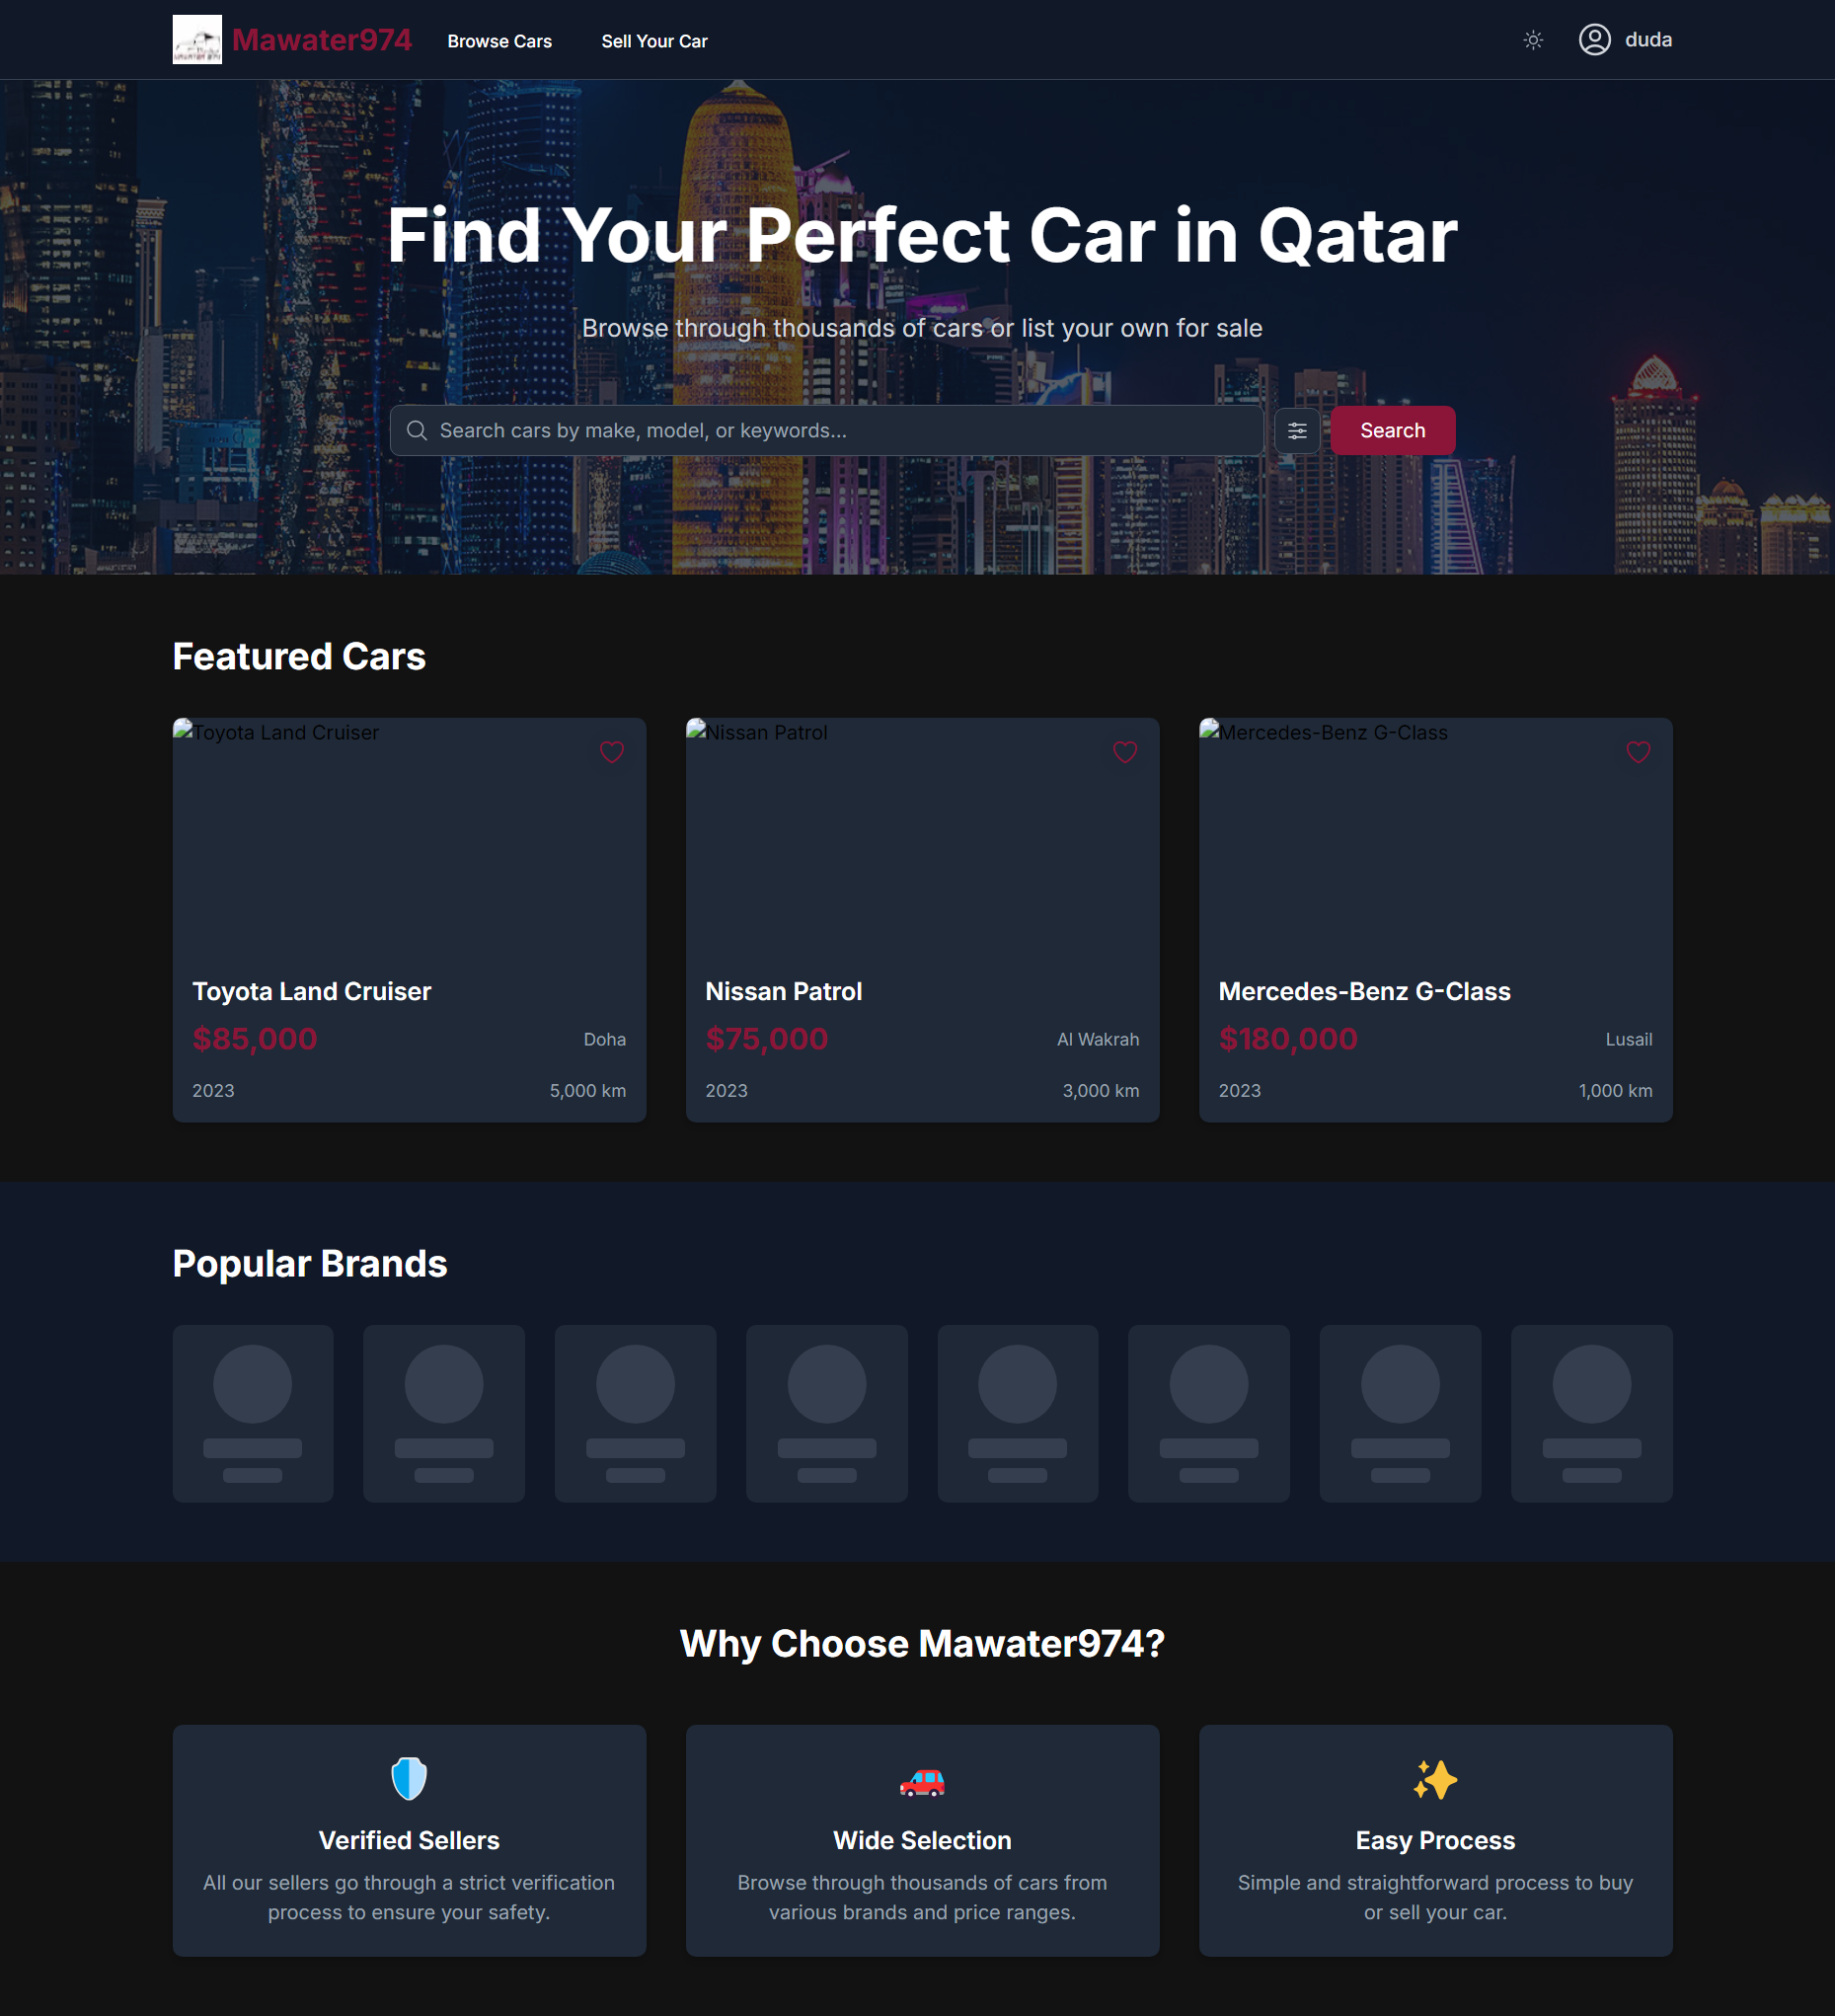 Mawater974
Browse Cars
Sell Your Car
duda
Find Your Perfect Car in Qatar
Browse through thousands of cars or list your own for sale
Search cars by make, model, or keywords...
Search
Featured Cars
Toyota Land Cruiser
Nissan Patrol
Mercedes-Benz G-Class
Toyota Land Cruiser
$85,000
Doha
2023
5,000 km
Nissan Patrol
$75,000
Al Wakrah
2023
3,000 km
Mercedes-Benz G-Class
$180,000
Lusail
2023
1,000 km
Popular Brands
Why Choose Mawater974?
Verified Sellers
All our sellers go through a strict verification
process to ensure your safety.
Wide Selection
Browse through thousands of cars from
various brands and price ranges.
Easy Process
Simple and straightforward process to buy
or sell your car.